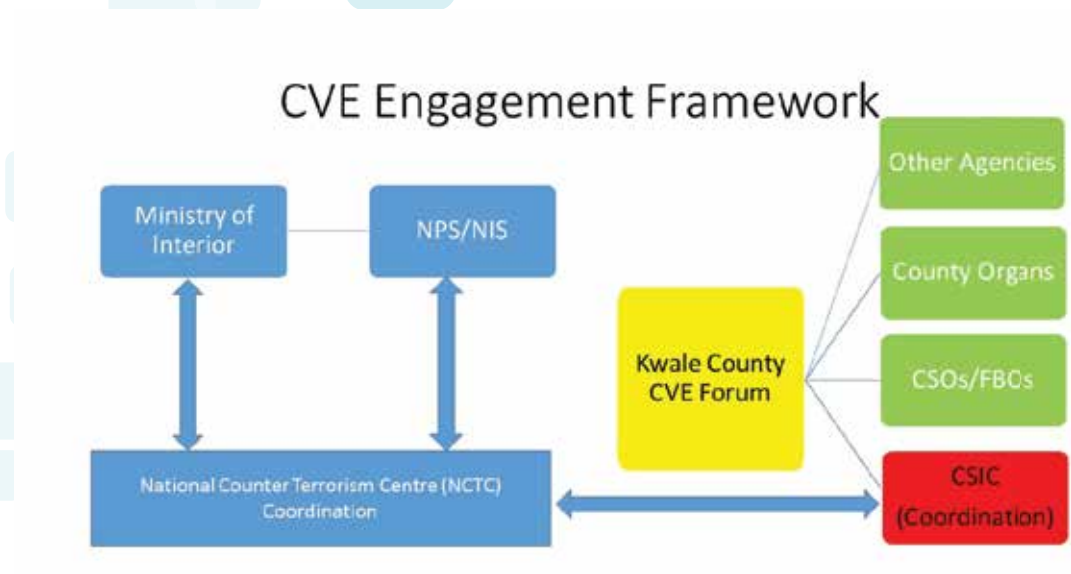 CVE Engagement Framework
Other Agencies
Ministry of
Interior
NPS/NIS
County Organs
Kwale County
CVE Forum
CSOs/FBOs
National Counter Terrorism Centre (NCTC)
Coordination
CSIC
(Coordination)